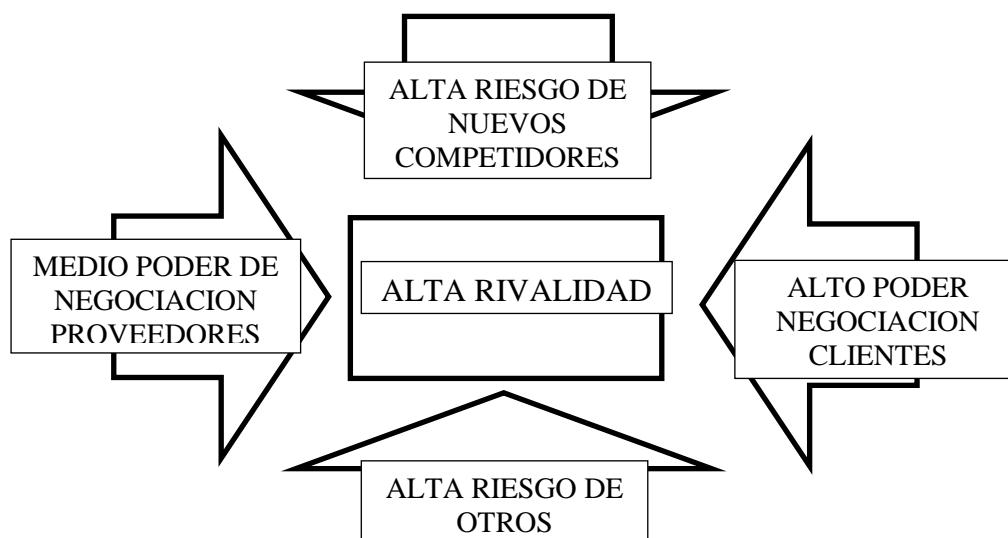 ALTA RIESGO DE
NUEVOS
COMPETIDORES
MEDIO PODER DE
NEGOCIACION
PROVEEDORES
ALTA RIVALIDAD
ALTO PODER
NEGOCIACION
CLIENTES
ALTA RIESGO DE
OTROS